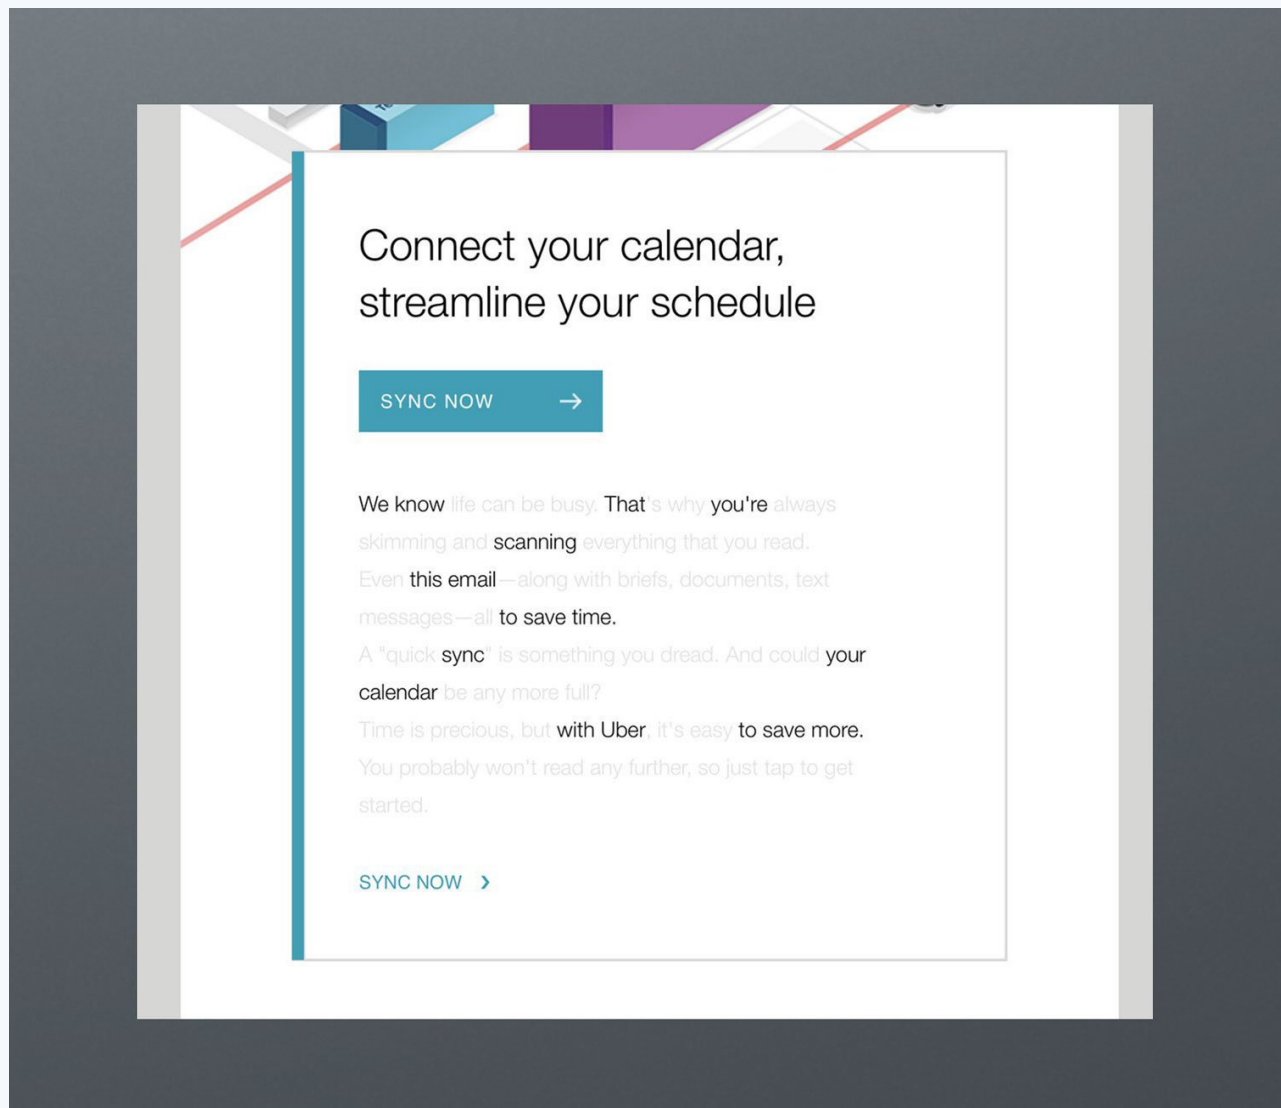 Connect your calendar,
streamline your schedule
SYNC NOW →
We know life can be busy. That's why you're always
skimming and scanning everything that you read.
Even this email—along with briefs, documents, text
messages—all to save time.
A "quick sync" is something you dread. And could your
calendar be any more full?
Time is precious, but with Uber, it's easy to save more.
You probably won't read any further, so just tap to get
started.
SYNC NOW >